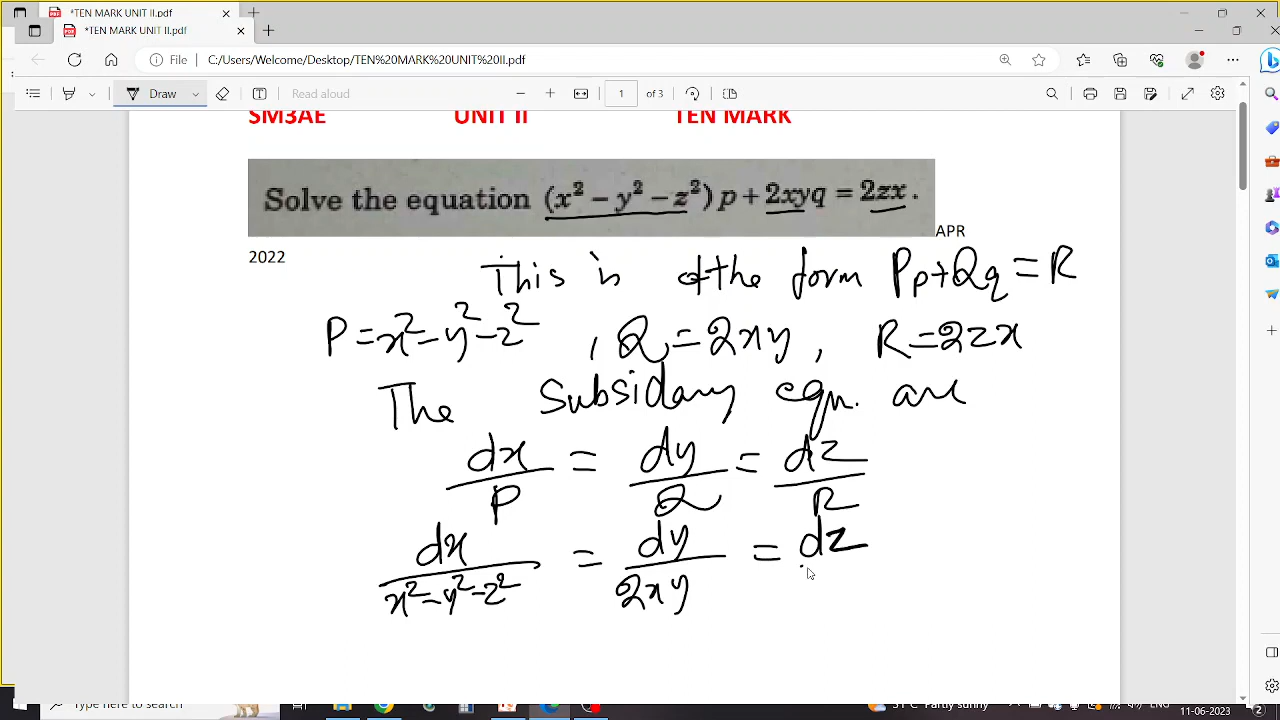 *TEN MARK UNIT II.pdf
*TEN MARK UNIT II.pdf
File C:/Users/Welcome/Desktop/TEN%20MARK%20UNIT%20II.pdf
Draw Read aloud 1 of 3
SM3AE UNIT II TEN MARK
Solve the equation (x² − y² − z²) p + 2xyq = 2zx .
APR
2022
This is of the form Pp+Qq=R
P=x²−y²−z² , Q=2xy, R=2zx
The subsidary eqn. are
dx/P = dy/Q = dz/R
dx/x²−y²−z² = dy/2xy = dz
Type here to search
11-06-2023